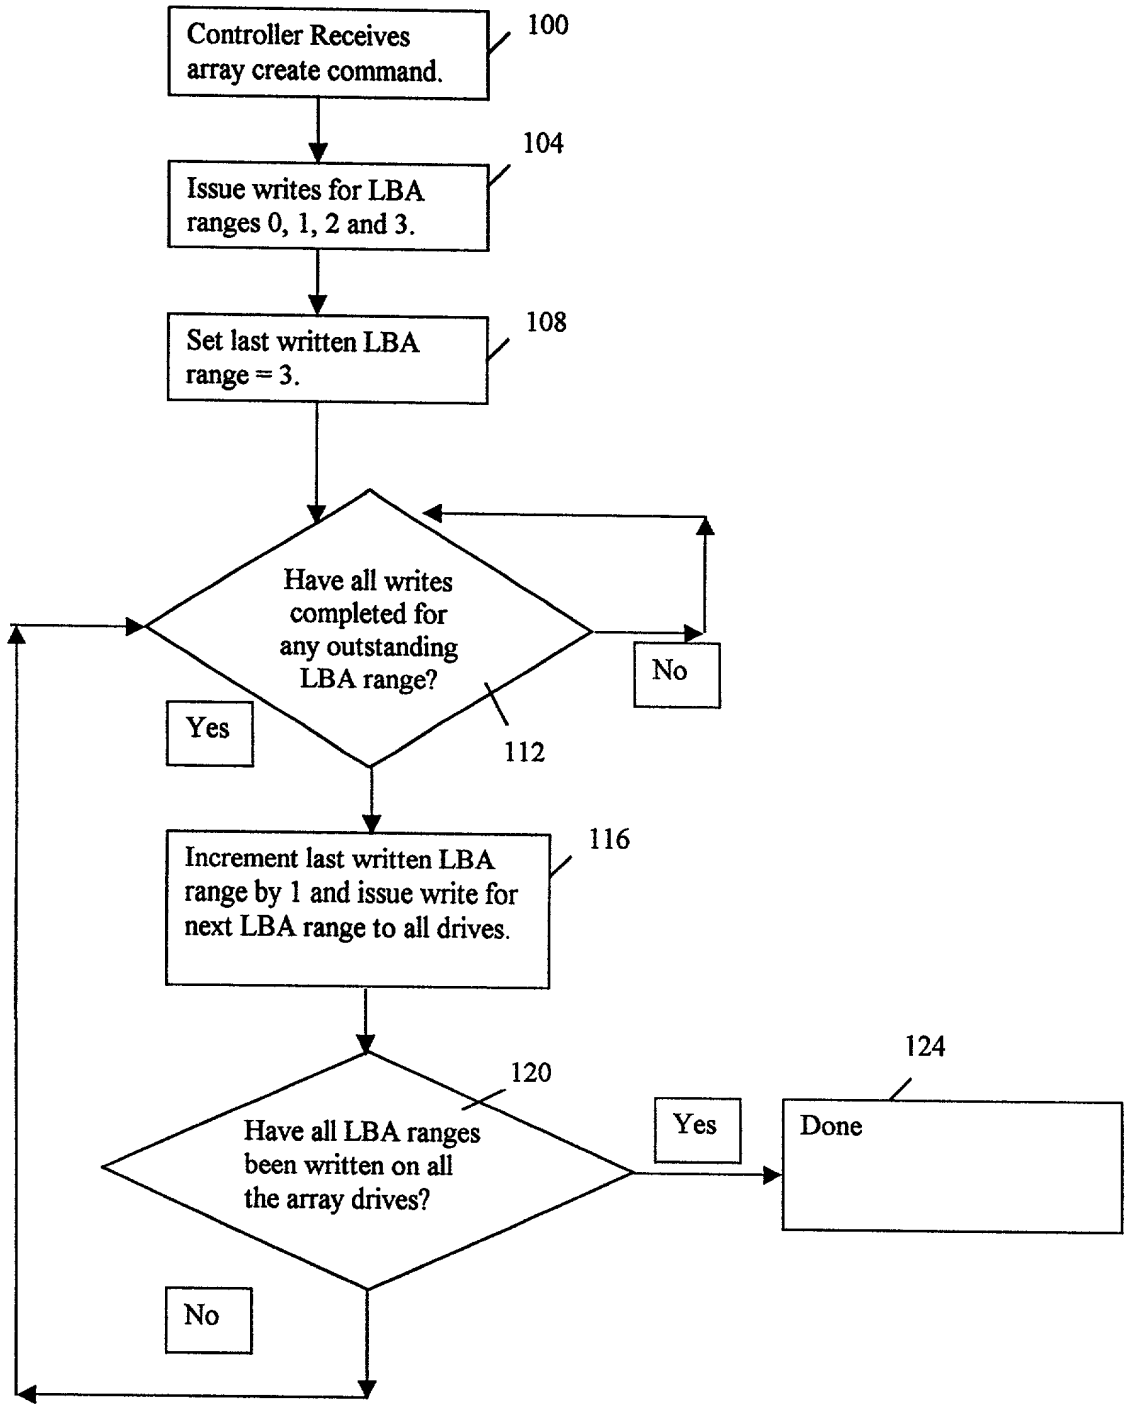 Controller Receives
array create command.
100
Issue writes for LBA
ranges 0, 1, 2 and 3.
104
Set last written LBA
range = 3.
108
Have all writes
completed for
any outstanding
LBA range?
No
Yes
112
Increment last written LBA
range by 1 and issue write for
next LBA range to all drives.
116
120
Have all LBA ranges
been written on all
the array drives?
Yes
124
Done
No